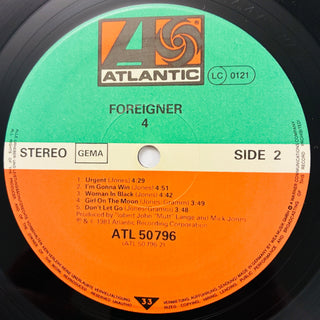 ATLANTIC
LC 0121
FOREIGNER
4
STEREO GEMA SIDE 2
1. Urgent (Jones) 4:29
2. I'm Gonna Win (Jones) 4:51
3. Woman In Black (Jones) 4:42
4. Girl On The Moon (Jones/Gramm) 3:49
5. Don't Let Go (Jones/Gramm) 3:48
Produced by Robert John "Mutt" Lange and Mick Jones
℗ & © 1981 Atlantic Recording Corporation
ATL 50796
(ATL 50796 2)
33